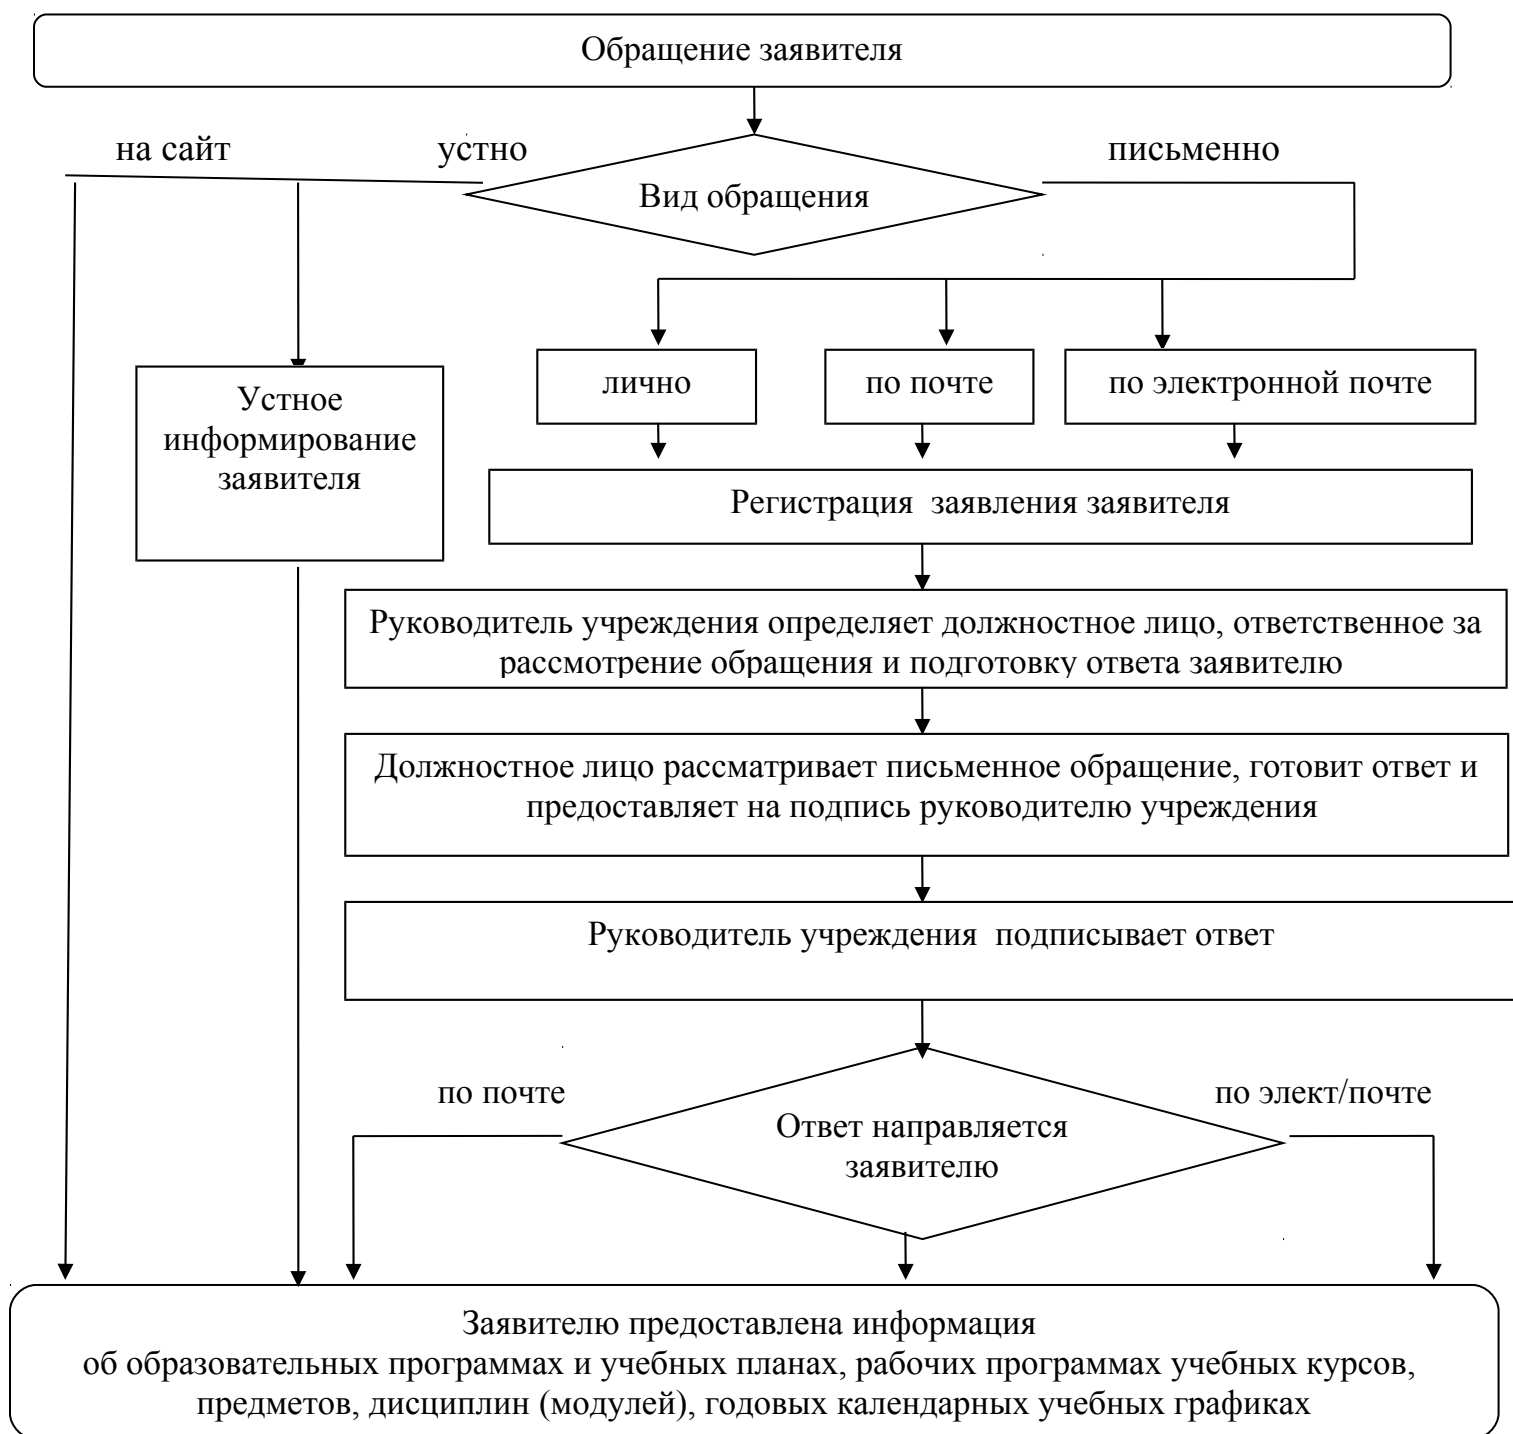 Обращение заявителя
на сайт
устно
письменно
Вид обращения
лично
по почте
по электронной почте
Устное
информирование
заявителя
Регистрация  заявления заявителя
Руководитель учреждения определяет должностное лицо, ответственное за
рассмотрение обращения и подготовку ответа заявителю
Должностное лицо рассматривает письменное обращение, готовит ответ и
предоставляет на подпись руководителю учреждения
Руководитель учреждения  подписывает ответ
по почте
по элект/почте
Ответ направляется
заявителю
Заявителю предоставлена информация
об образовательных программах и учебных планах, рабочих программах учебных курсов,
предметов, дисциплин (модулей), годовых календарных учебных графиках